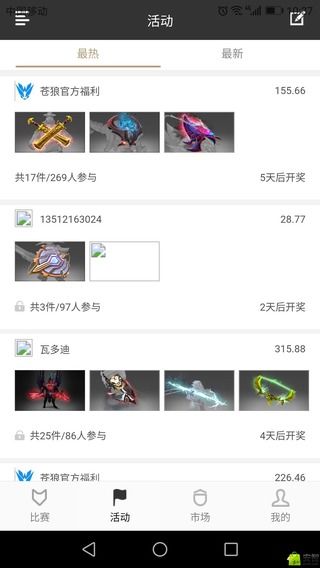 中国移动 4G 10:27
活动
最热 最新
苍狼官方福利 155.66
共17件/269人参与 5天后开奖
13512163024 28.77
共3件/97人参与 2天后开奖
瓦多迪 315.88
共25件/86人参与 4天后开奖
苍狼官方福利 226.46
比赛 活动 市场 我的
安智